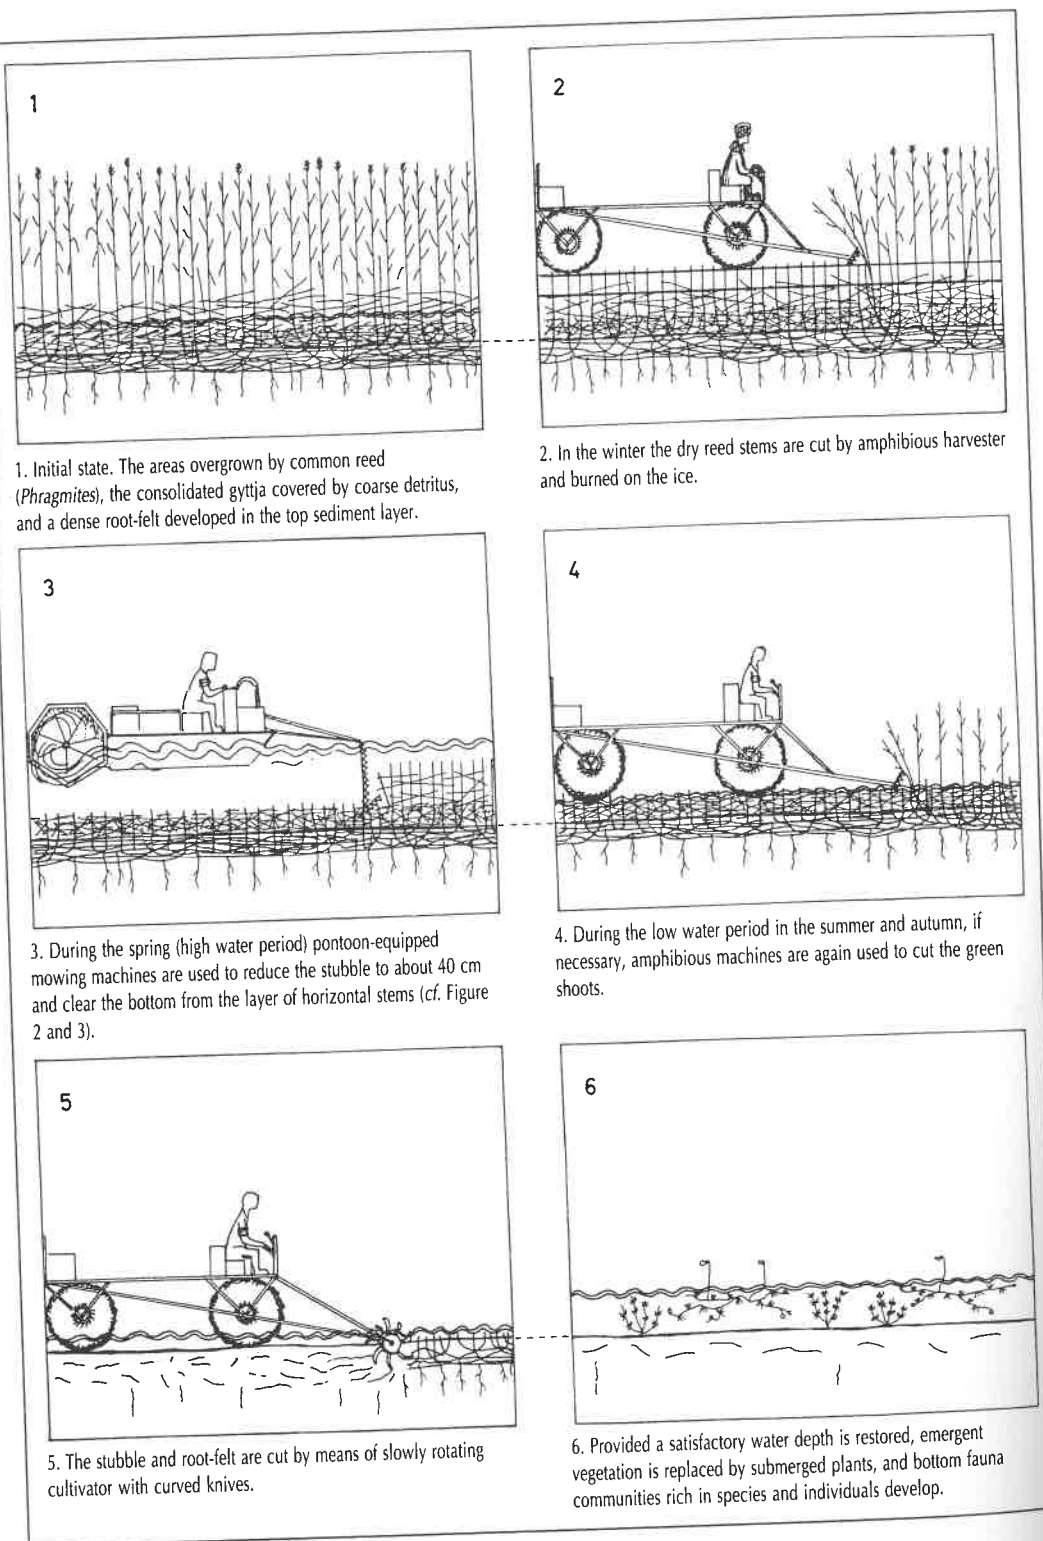 1
1. Initial state. The areas overgrown by common reed
(Phragmites), the consolidated gyttja covered by coarse detritus,
and a dense root-felt developed in the top sediment layer.
2
2. In the winter the dry reed stems are cut by amphibious harvester
and burned on the ice.
3
3. During the spring (high water period) pontoon-equipped
mowing machines are used to reduce the stubble to about 40 cm
and clear the bottom from the layer of horizontal stems (cf. Figure
2 and 3).
4
4. During the low water period in the summer and autumn, if
necessary, amphibious machines are again used to cut the green
shoots.
5
5. The stubble and root-felt are cut by means of slowly rotating
cultivator with curved knives.
6
6. Provided a satisfactory water depth is restored, emergent
vegetation is replaced by submerged plants, and bottom fauna
communities rich in species and individuals develop.